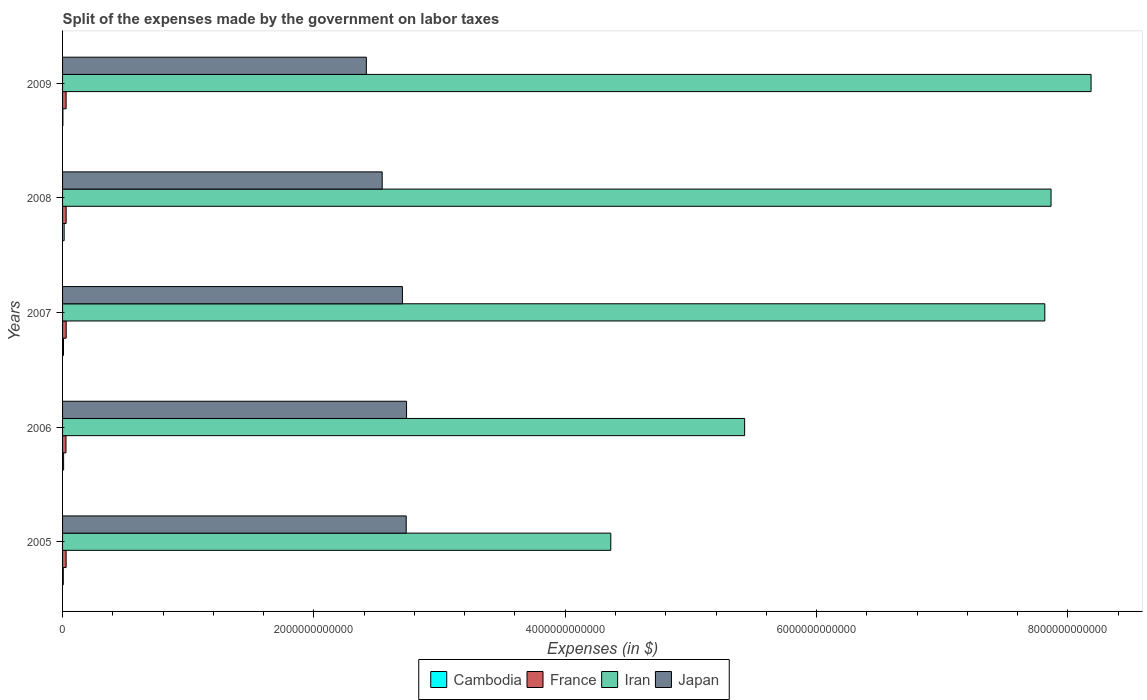 Split of the expenses made by the government on labor taxes
2009
2008
2007
2006
2005
Years
0
2000000000000
4000000000000
6000000000000
8000000000000
Expenses (in $)
Cambodia
France
Iran
Japan